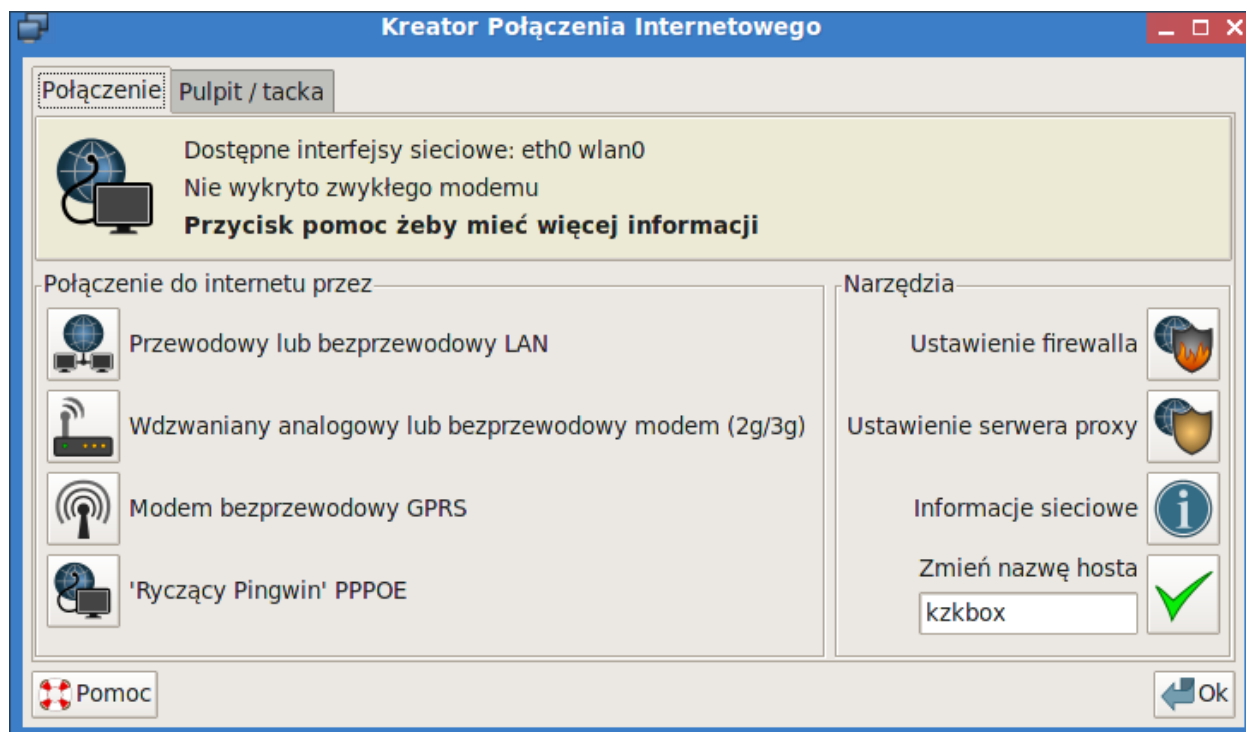 Kreator Połączenia Internetowego
Połączenie
Pulpit / tacka
Dostępne interfejsy sieciowe: eth0 wlan0
Nie wykryto zwykłego modemu
Przycisk pomoc żeby mieć więcej informacji
Połączenie do internetu przez
Przewodowy lub bezprzewodowy LAN
Wdzwaniany analogowy lub bezprzewodowy modem (2g/3g)
Modem bezprzewodowy GPRS
'Ryczący Pingwin' PPPOE
Narzędzia
Ustawienie firewalla
Ustawienie serwera proxy
Informacje sieciowe
Zmień nazwę hosta
kzkbox
Pomoc
Ok